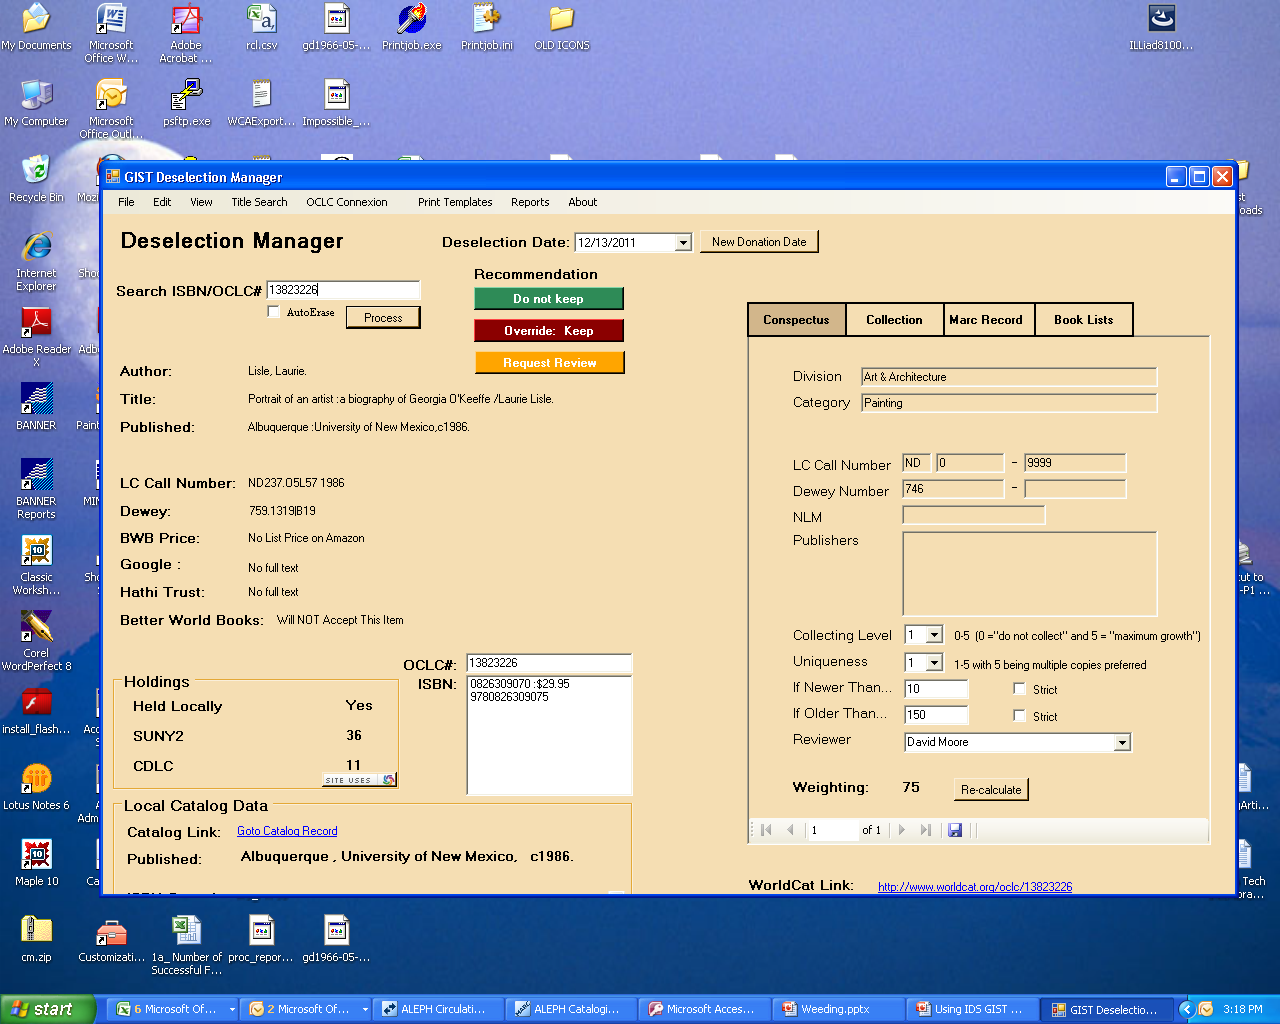 My Documents
Microsoft Office W...
Adobe Acrobat ...
rcl.csv
gd1966-05-...
Printjob.exe
Printjob.ini
OLD ICONS
ILLiad8100...
My Computer
Microsoft Office Outl...
psftp.exe
WCAExport...
Impossible_...
Recycle Bin
Mozi
GIST Deselection Manager
File Edit View Title Search OCLC Connexion Print Templates Reports About
Deselection Manager
Deselection Date: 12/13/2011 New Donation Date
Search ISBN/OCLC# 13823226
AutoErase Process
Recommendation
Do not keep
Override: Keep
Request Review
Author: Lisle, Laurie.
Title: Portrait of an artist :a biography of Georgia O'Keeffe /Laurie Lisle.
Published: Albuquerque :University of New Mexico,c1986.
LC Call Number: ND237.O5L57 1986
Dewey: 759.1319|B19
BWB Price: No List Price on Amazon
Google : No full text
Hathi Trust: No full text
Better World Books: Will NOT Accept This Item
OCLC#: 13823226
ISBN: 0826309070 :$29.95
9780826309075
Holdings
Held Locally Yes
SUNY2 36
CDLC 11
SITE USES
Local Catalog Data
Catalog Link: Goto Catalog Record
Published: Albuquerque , University of New Mexico, c1986.
Conspectus Collection Marc Record Book Lists
Division Art & Architecture
Category Painting
LC Call Number ND 0 - 9999
Dewey Number 746 -
NLM
Publishers
Collecting Level 1 0-5 (0 ="do not collect" and 5 = "maximum growth")
Uniqueness 1 1-5 with 5 being multiple copies preferred
If Newer Than... 10 Strict
If Older Than... 150 Strict
Reviewer David Moore
Weighting: 75 Re-calculate
1 of 1
WorldCat Link: http://www.worldcat.org/oclc/13823226
Internet Explorer
Adobe Reader X
BANNER
BANNER Reports
Classic Worksh...
Corel WordPerfect 8
install_flash...
Lotus Notes 6
Maple 10
cm.zip
Customizati...
1a_ Number of Successful F...
proc_repor...
gd1966-05-...
start
6 Microsoft Of...
2 Microsoft Of...
ALEPH Circulati...
ALEPH Catalogi...
Microsoft Acces...
Weeding.pptx
Using IDS GIST ...
GIST Deselectio...
3:18 PM